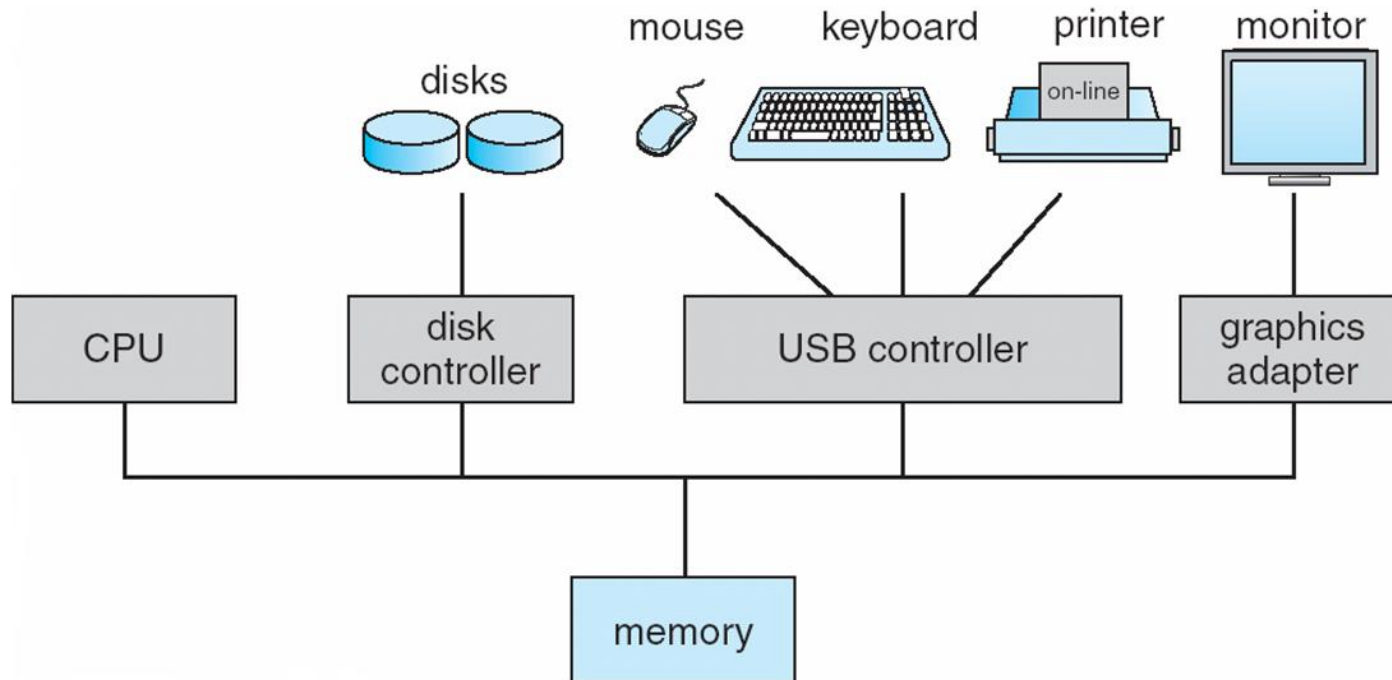 mouse
keyboard
printer
monitor
disks
on-line
CPU
disk
controller
USB controller
graphics
adapter
memory